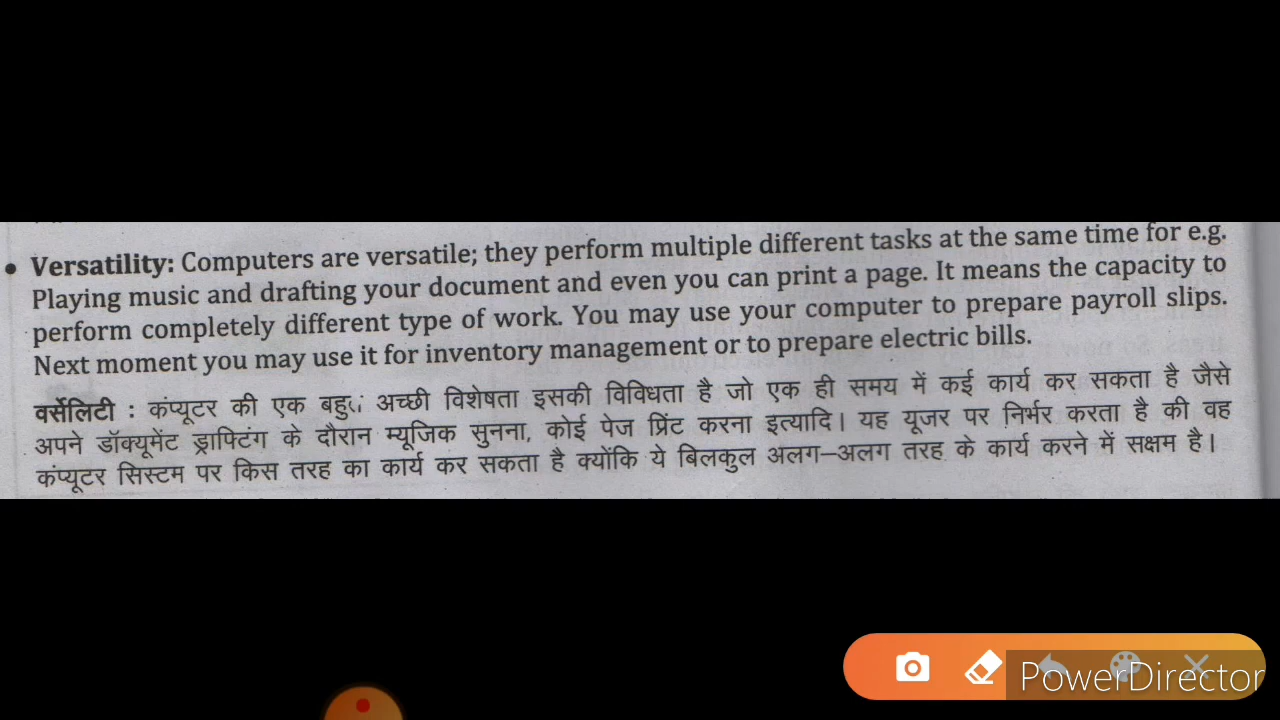 • Versatility: Computers are versatile; they perform multiple different tasks at the same time for e.g.
Playing music and drafting your document and even you can print a page. It means the capacity to
perform completely different type of work. You may use your computer to prepare payroll slips.
Next moment you may use it for inventory management or to prepare electric bills.
वर्सेलिटी : कंप्यूटर की एक अच्छी विशेषता इसकी विविधता है जो एक ही समय में कई कार्य कर सकता है जैसे
अपने डॉक्यूमेंट ड्राफ्टिंग के दौरान म्यूजिक सुनना, कोई पेज प्रिंट करना इत्यादि। यह यूजर पर निर्भर करता है की वह
कंप्यूटर सिस्टम पर किस तरह का कार्य कर सकता है क्योंकि ये बिलकुल अलग–अलग तरह के कार्य करने में सक्षम है।
PowerDirector